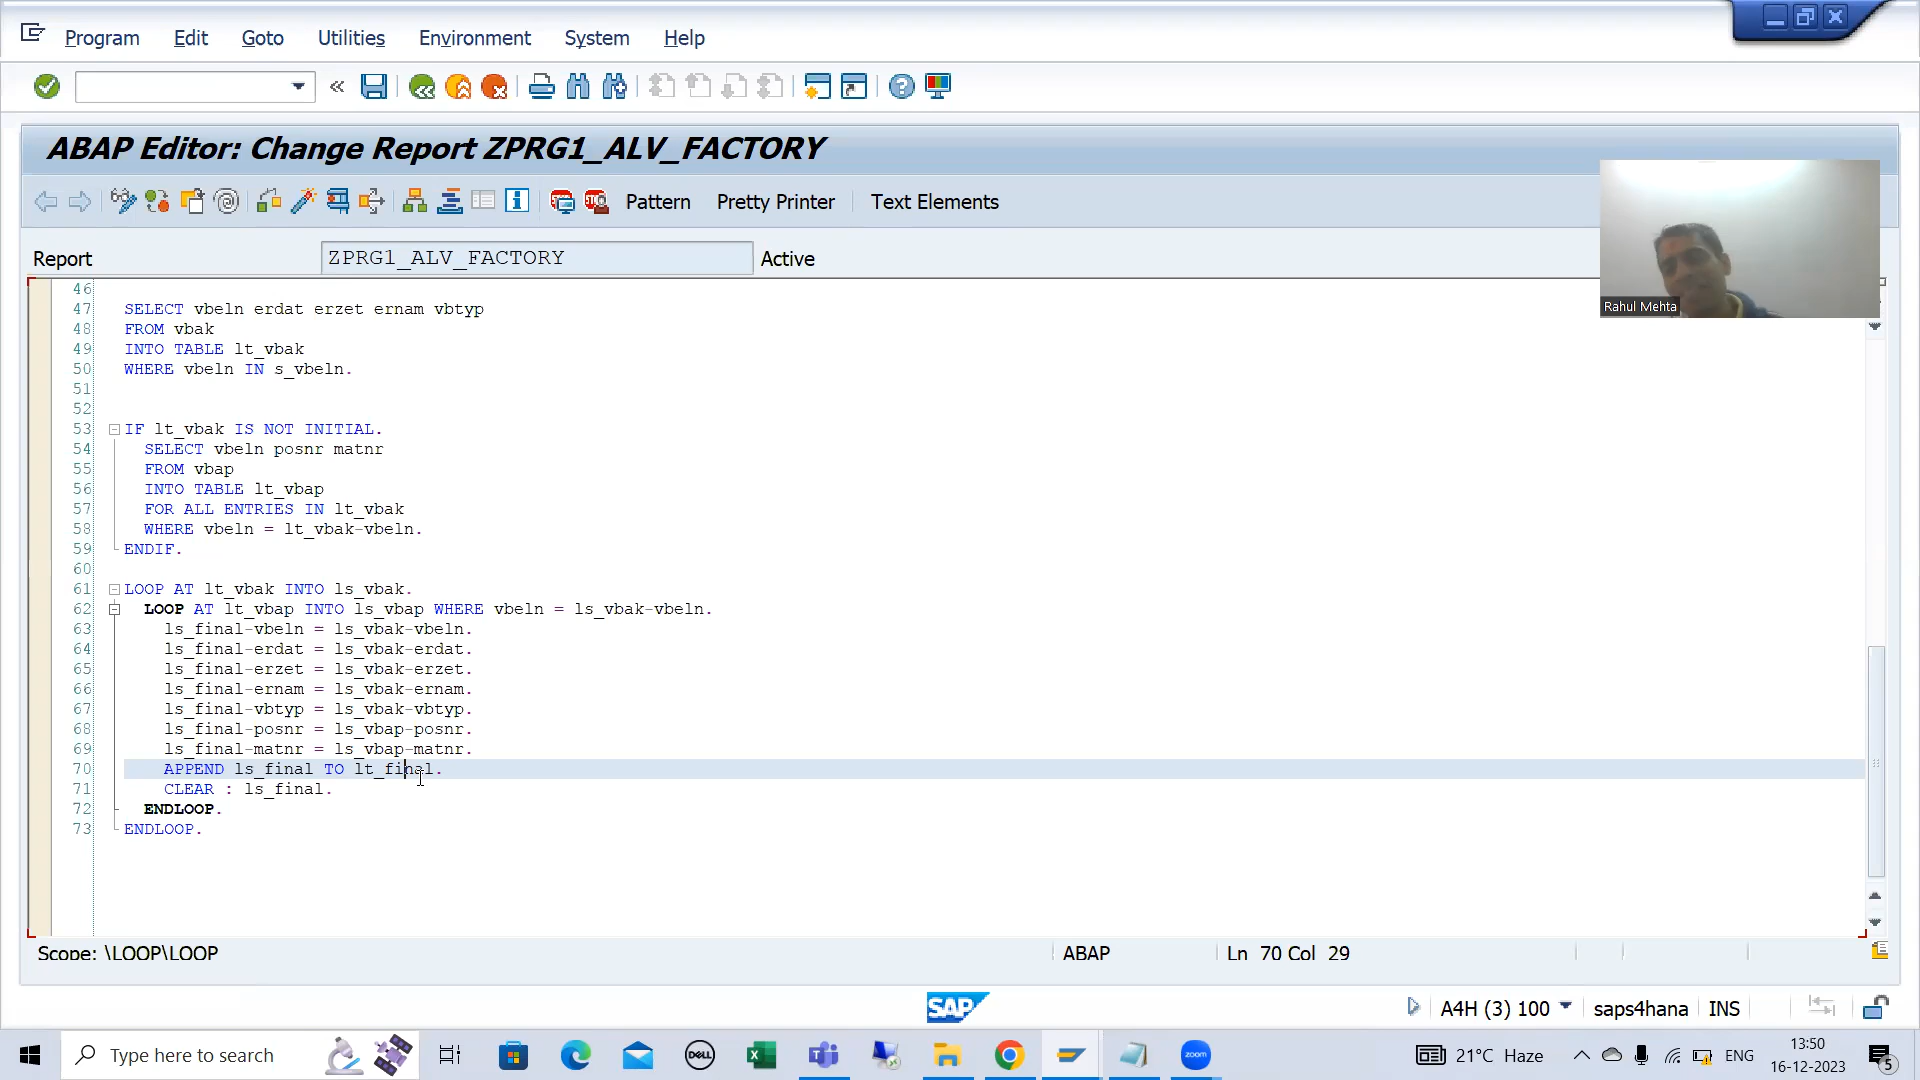 Program Edit Goto Utilities Environment System Help
ABAP Editor: Change Report ZPRG1_ALV_FACTORY
Pattern Pretty Printer Text Elements
Report ZPRG1_ALV_FACTORY Active
Rahul Mehta
46
47 SELECT vbeln erdat erzet ernam vbtyp
48 FROM vbak
49 INTO TABLE lt_vbak
50 WHERE vbeln IN s_vbeln.
51
52
53 IF lt_vbak IS NOT INITIAL.
54 SELECT vbeln posnr matnr
55 FROM vbap
56 INTO TABLE lt_vbap
57 FOR ALL ENTRIES IN lt_vbak
58 WHERE vbeln = lt_vbak-vbeln.
59 ENDIF.
60
61 LOOP AT lt_vbak INTO ls_vbak.
62 LOOP AT lt_vbap INTO ls_vbap WHERE vbeln = ls_vbak-vbeln.
63 ls_final-vbeln = ls_vbak-vbeln.
64 ls_final-erdat = ls_vbak-erdat.
65 ls_final-erzet = ls_vbak-erzet.
66 ls_final-ernam = ls_vbak-ernam.
67 ls_final-vbtyp = ls_vbak-vbtyp.
68 ls_final-posnr = ls_vbap-posnr.
69 ls_final-matnr = ls_vbap-matnr.
70 APPEND ls_final TO lt_final.
71 CLEAR : ls_final.
72 ENDLOOP.
73 ENDLOOP.
Scope: \LOOP\LOOP ABAP Ln 70 Col 29
SAP A4H (3) 100 saps4hana INS
Type here to search DELL zoom 21°C Haze ENG 13:50
16-12-2023 5